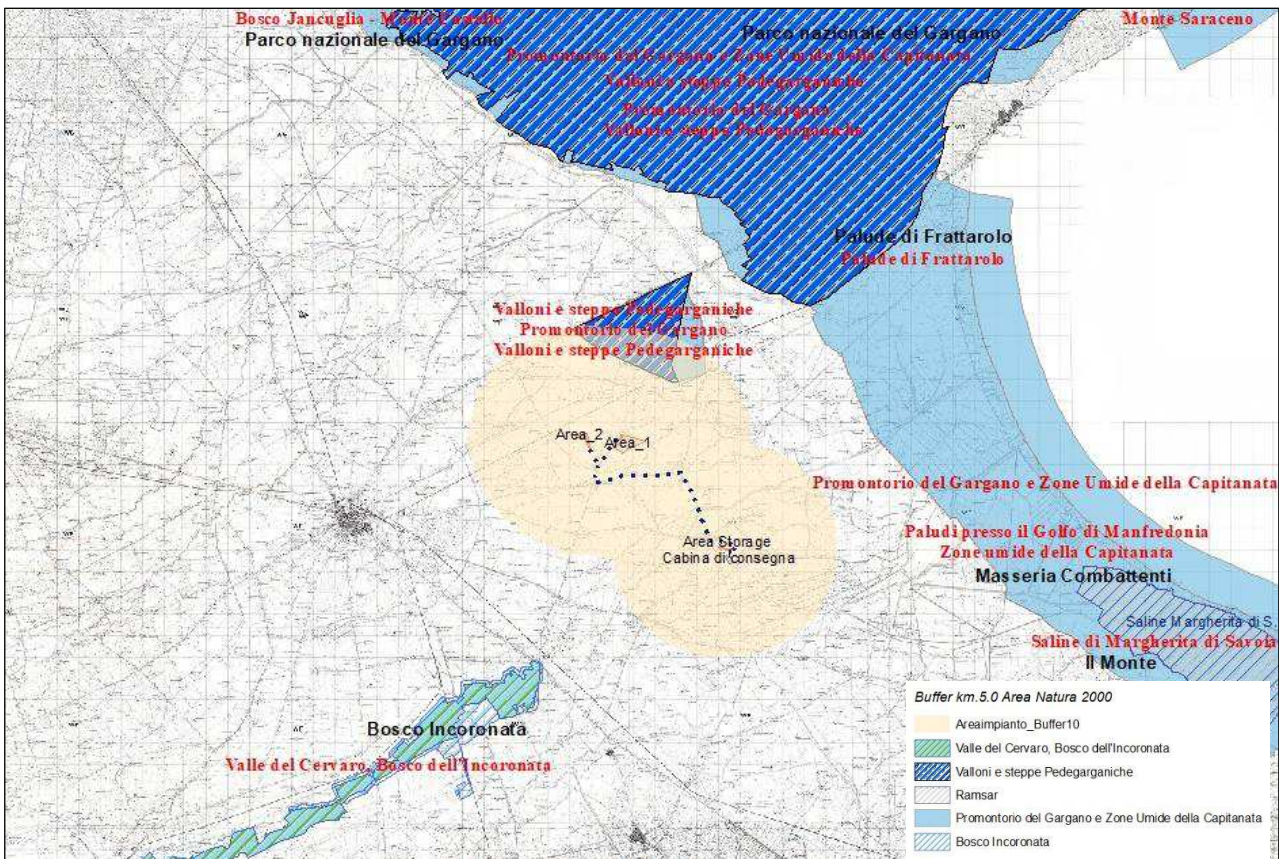 Bosco Jancuglia - Monte Castello
Monte Saraceno
Parco nazionale del Gargano
Parco nazionale del Gargano
Promontorio del Gargano e Zone Umide della Capitanata
Valloni e steppe Pedegarganiche
Promontorio del Gargano
Valloni e steppe Pedegarganiche
Palude di Frattarolo
Palude di Frattarolo
Valloni e steppe Pedegarganiche
Promontorio del Gargano
Valloni e steppe Pedegarganiche
Area_2
Area_1
Promontorio del Gargano e Zone Umide della Capitanata
Paludi presso il Golfo di Manfredonia
Area Storage
Zone umide della Capitanata
Cabina di consegna
Masseria Combattenti
Saline Margherita di S.
Saline di Margherita di Savoia
Il Monte
Bosco Incoronata
Valle del Cervaro, Bosco dell'Incoronata
Buffer km.5.0 Area Natura 2000
Areaimpianto_Buffer10
Valle del Cervaro, Bosco dell'Incoronata
Valloni e steppe Pedegarganiche
Ramsar
Promontorio del Gargano e Zone Umide della Capitanata
Bosco Incoronata